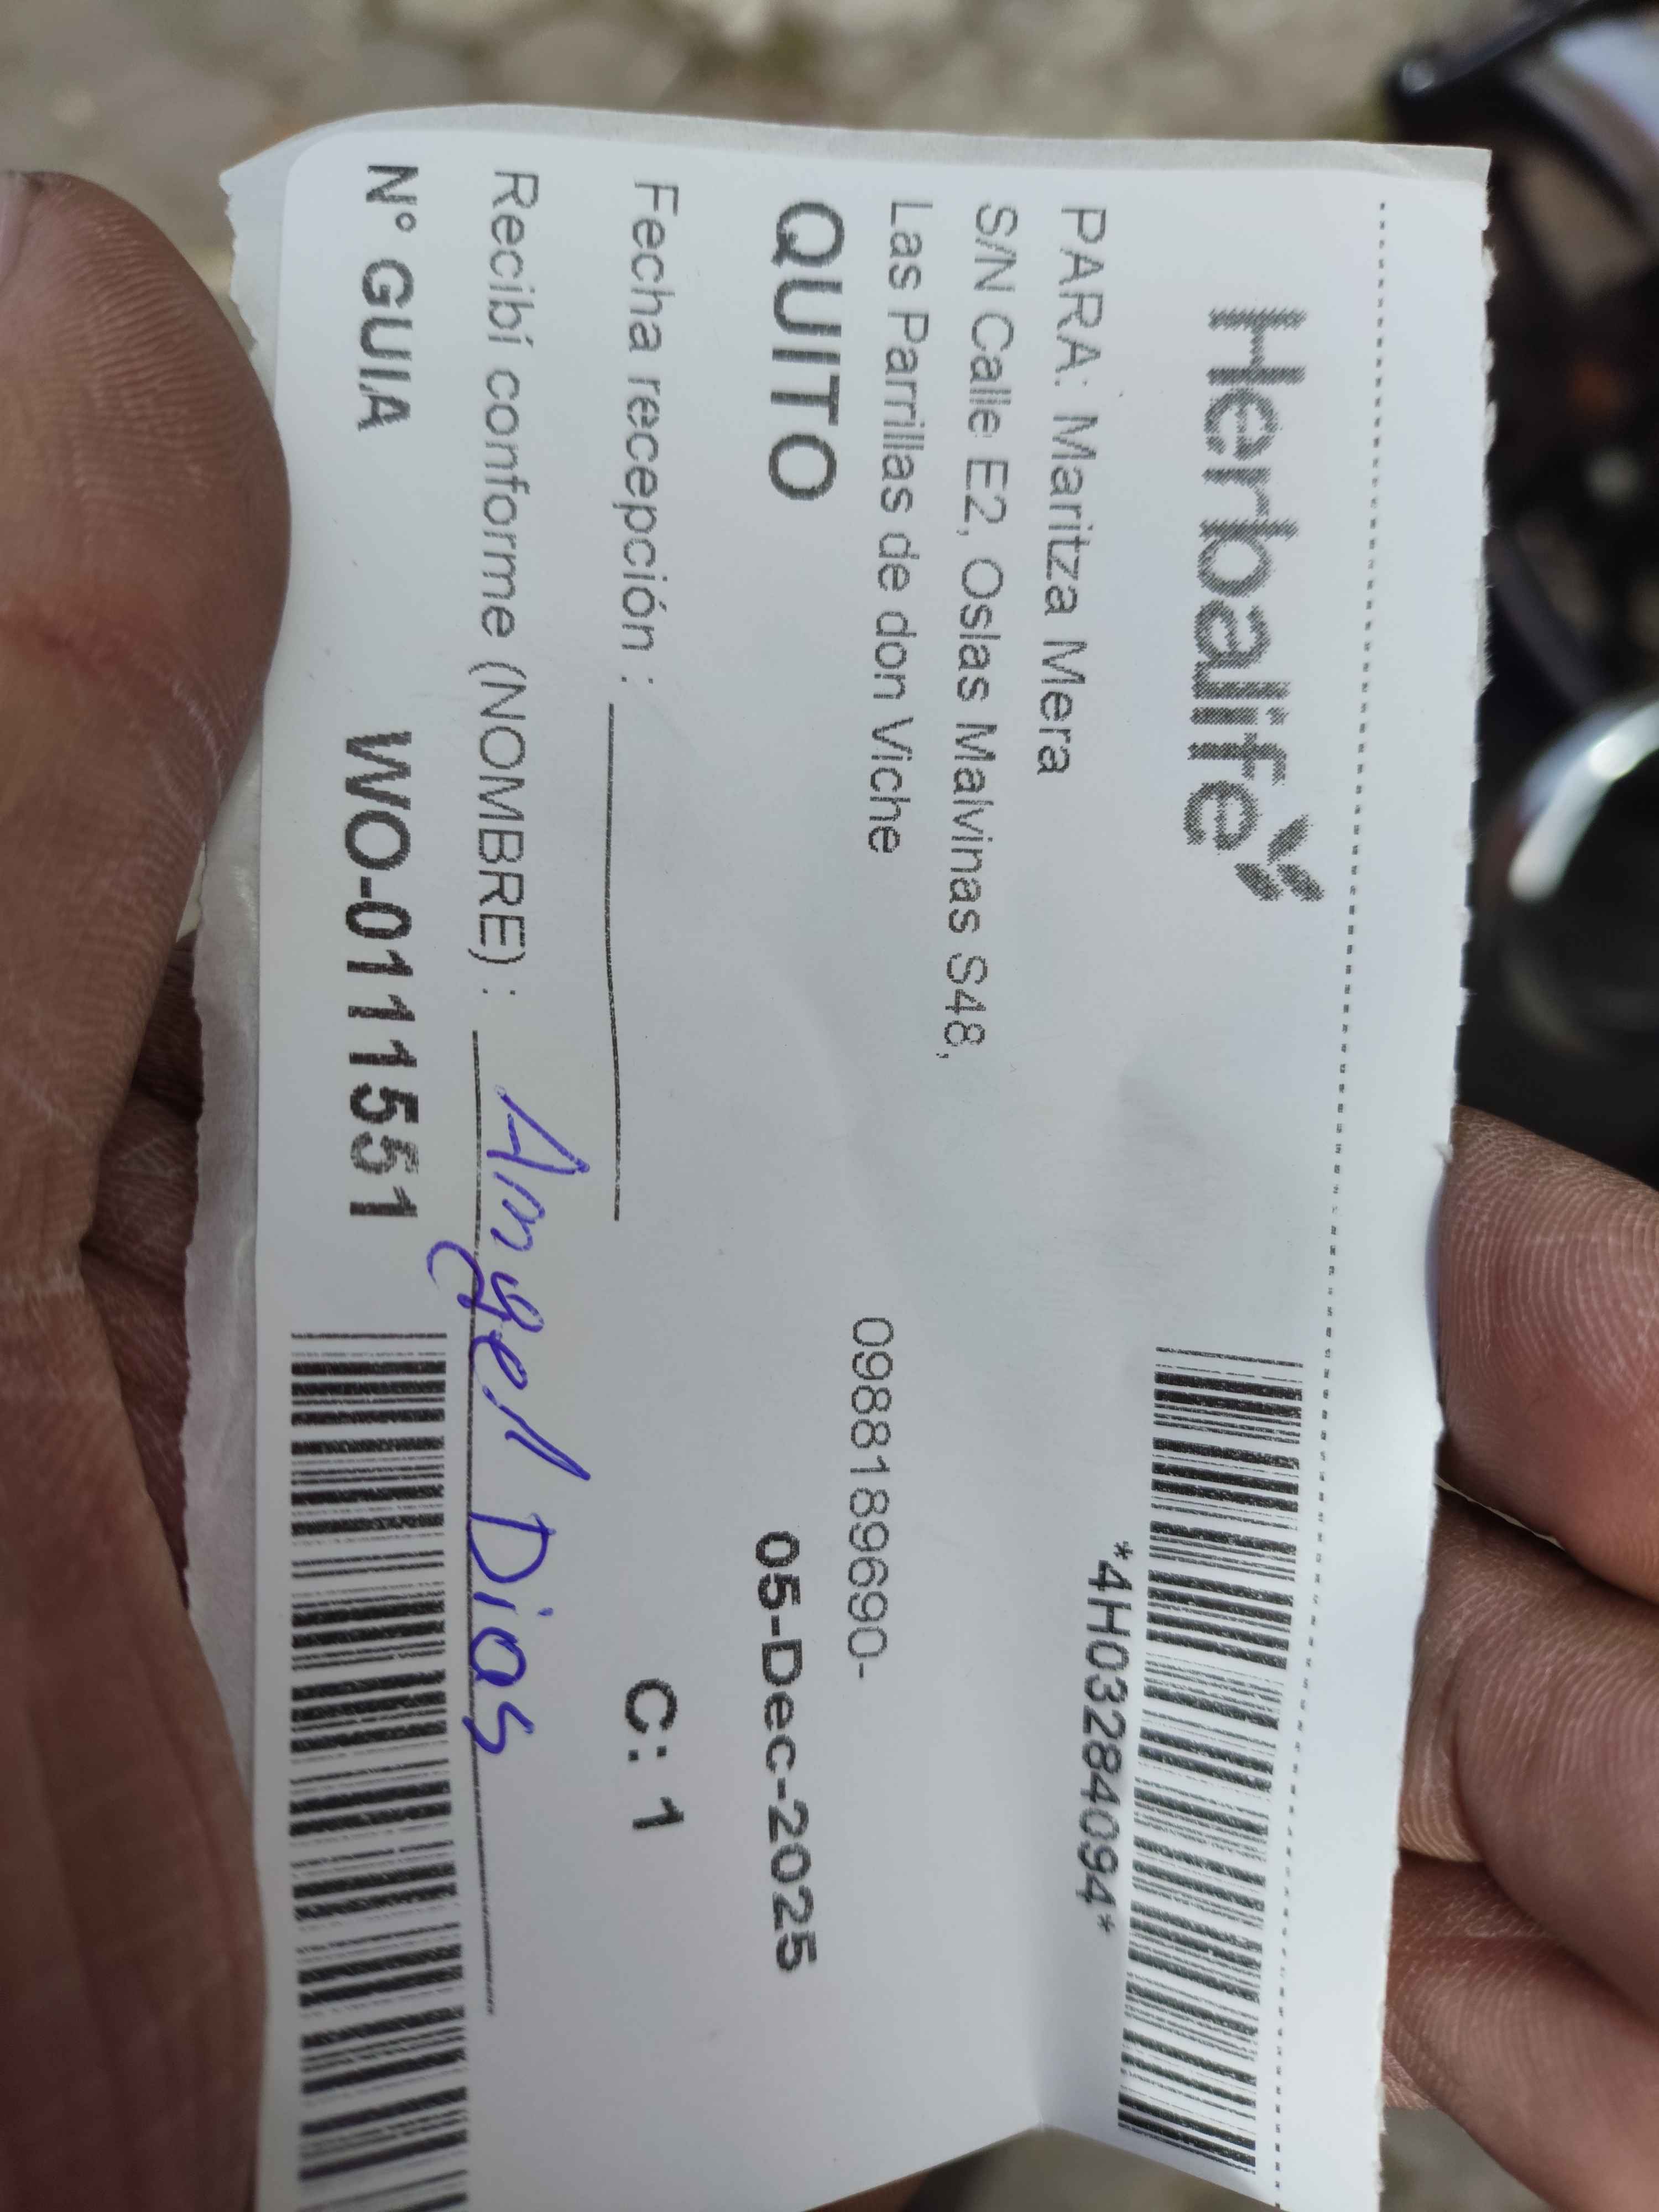 Herbalife
*4H03284094*
PARA: Maritza Mera
S/N Calle E2, Oslas Malvinas S48,
Las Parrillas de don Viche
0988189690-
QUITO
05-Dec-2025
Fecha recepción :
C: 1
Recibí conforme (NOMBRE) : Angel Dias
N° GUIA WO-0111551